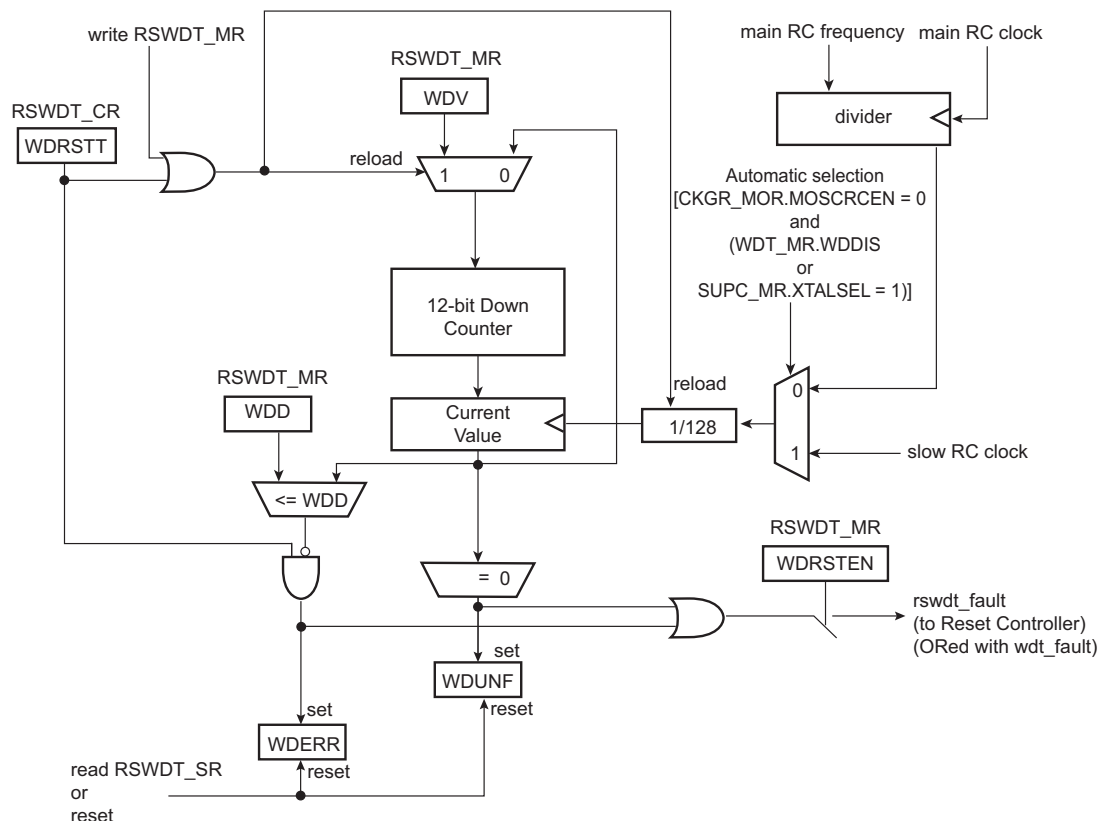 write RSWDT_MR
main RC frequency
main RC clock
RSWDT_MR
WDV
RSWDT_CR
WDRSTT
divider
reload
1 0
Automatic selection
[CKGR_MOR.MOSCRCEN = 0
and
(WDT_MR.WDDIS
or
SUPC_MR.XTALSEL = 1)]
12-bit Down
Counter
RSWDT_MR
WDD
reload
0
Current
Value
1/128
1
slow RC clock
<= WDD
RSWDT_MR
WDRSTEN
= 0
rswdt_fault
(to Reset Controller)
(ORed with wdt_fault)
set
WDUNF
reset
set
WDERR
reset
read RSWDT_SR
or
reset